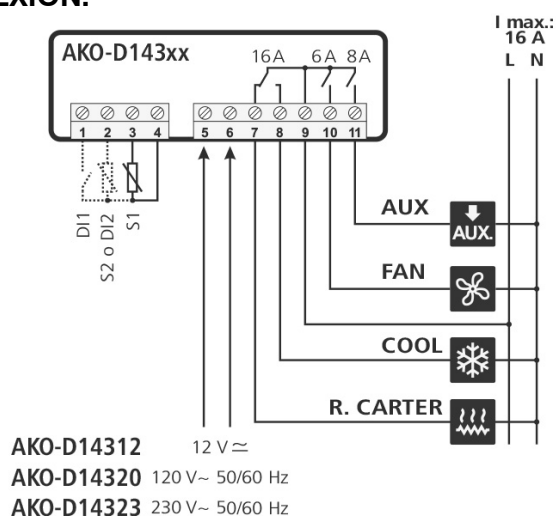 EXIÓN:
I max.:
16 A
L N
AKO-D143xx
16A 6A 8A
1 2 3 4 5 6 7 8 9 10 11
DI1
S2 o DI2
S1
AUX
AUX.
FAN
COOL
R. CARTER
AKO-D14312 12 V ≂
AKO-D14320 120 V~ 50/60 Hz
AKO-D14323 230 V~ 50/60 Hz